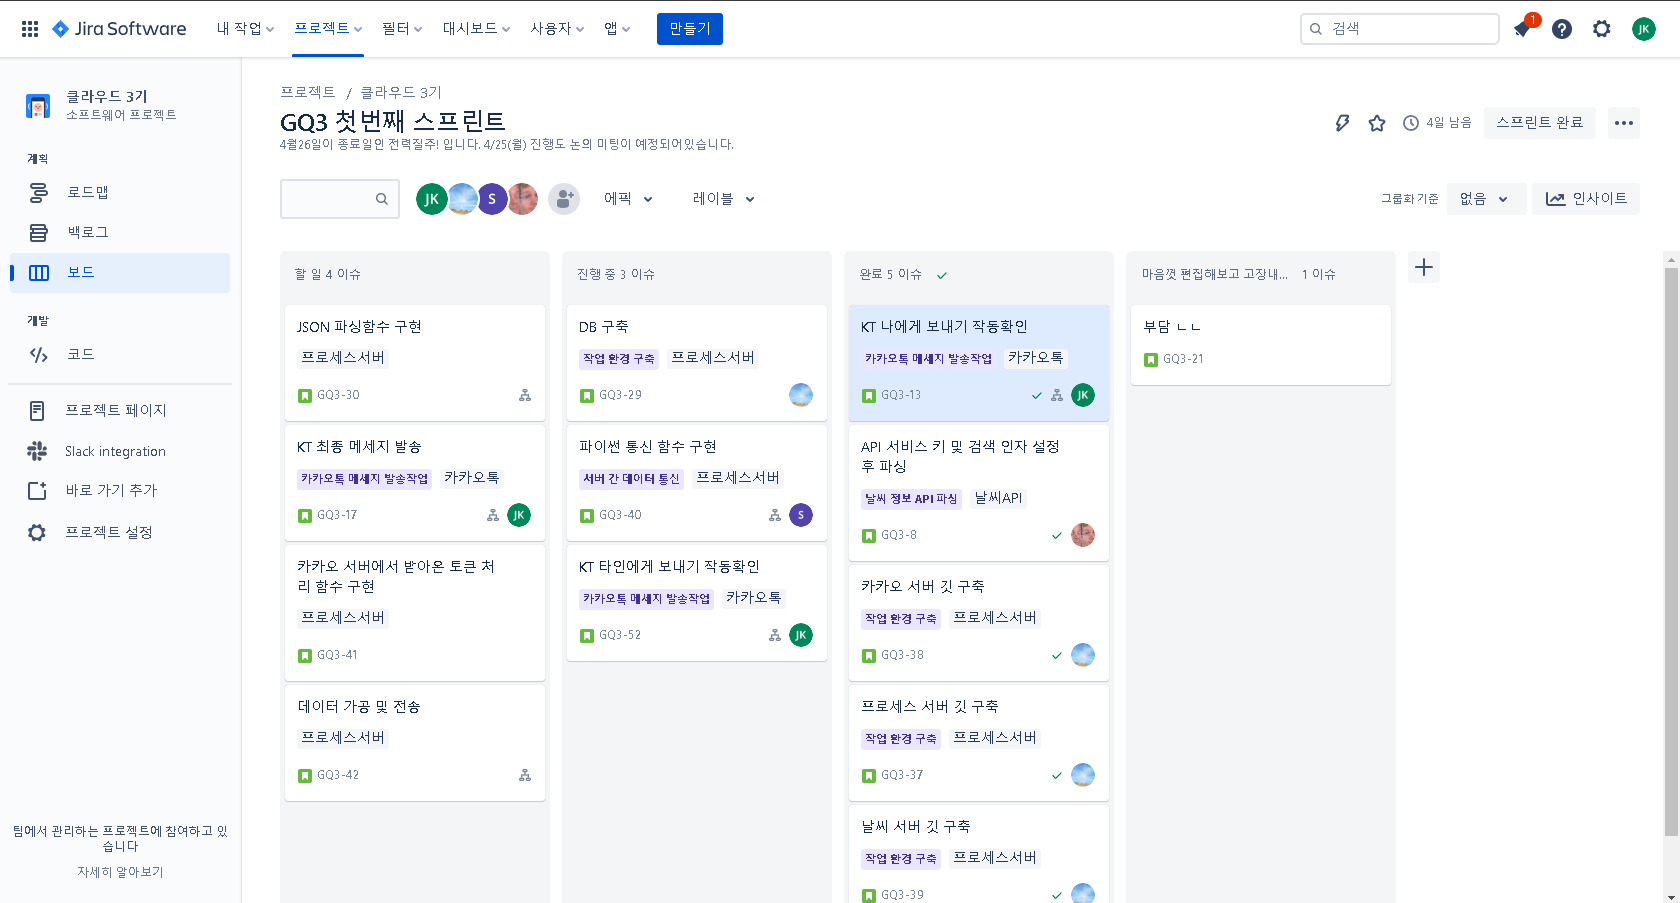 Jira Software
내 작업
프로젝트
필터
대시보드
사용자
앱
만들기
검색
1
JK
클라우드 3기
소프트웨어 프로젝트
계획
로드맵
백로그
보드
개발
코드
프로젝트 페이지
Slack integration
바로 가기 추가
프로젝트 설정
팀에서 관리하는 프로젝트에 참여하고 있
습니다
자세히 알아보기
프로젝트 / 클라우드 3기
GQ3 첫번째 스프린트
4월26일이 종료일인 전력질주! 입니다. 4/25(월) 진행도 논의 미팅이 예정되어있습니다.
4일 남음
스프린트 완료
JK
S
에픽
레이블
그룹화 기준
없음
인사이트
할 일 4 이슈
JSON 파싱함수 구현
프로세스서버
GQ3-30
KT 최종 메세지 발송
카카오톡 메세지 발송작업 카카오톡
GQ3-17
JK
카카오 서버에서 받아온 토큰 처
리 함수 구현
프로세스서버
GQ3-41
데이터 가공 및 전송
프로세스서버
GQ3-42
진행 중 3 이슈
DB 구축
작업 환경 구축 프로세스서버
GQ3-29
파이썬 통신 함수 구현
서버 간 데이터 통신 프로세스서버
GQ3-40
S
KT 타인에게 보내기 작동확인
카카오톡 메세지 발송작업 카카오톡
GQ3-52
JK
완료 5 이슈
KT 나에게 보내기 작동확인
카카오톡 메세지 발송작업 카카오톡
GQ3-13
JK
API 서비스 키 및 검색 인자 설정
후 파싱
날씨 정보 API 파싱 날씨API
GQ3-8
카카오 서버 깃 구축
작업 환경 구축 프로세스서버
GQ3-38
프로세스 서버 깃 구축
작업 환경 구축 프로세스서버
GQ3-37
날씨 서버 깃 구축
작업 환경 구축 프로세스서버
GQ3-39
마음껏 편집해보고 고장내... 1 이슈
부담 ㄴㄴ
GQ3-21